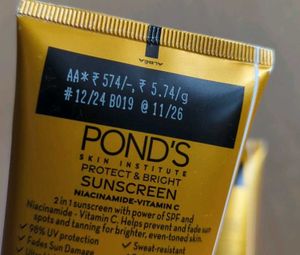 AA* ₹ 574/-, ₹ 5.74/g
#12/24 B019 @ 11/26
POND'S
SKIN INSTITUTE
PROTECT & BRIGHT
SUNSCREEN
NIACINAMIDE-VITAMIN C
2 in 1 sunscreen with power of SPF and
Niacinamide - Vitamin C. Helps prevent and fade sun
spots and tanning for brighter, even-toned skin.
✓ 98% UV protection
✓ Sweat-resistant
✓ Fades Sun Damage